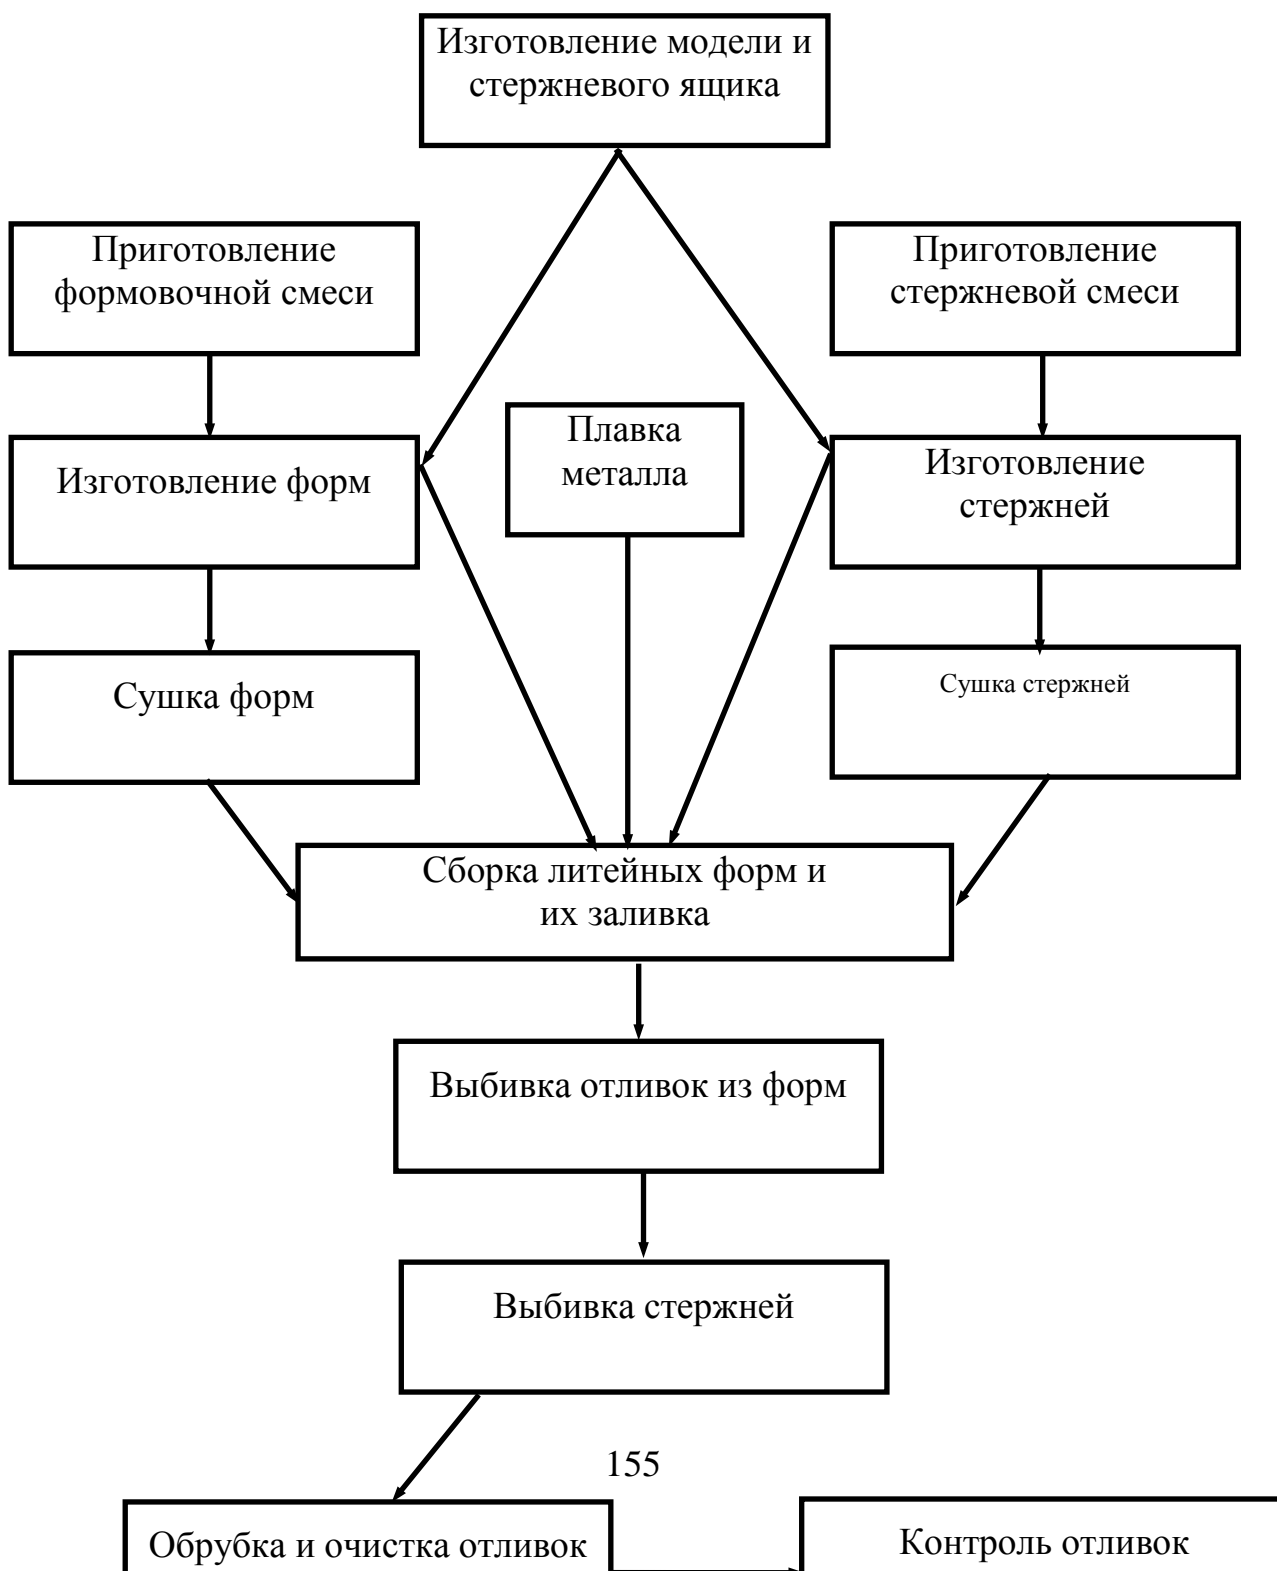 Изготовление модели и
стержневого ящика
Приготовление
формовочной смеси
Приготовление
стержневой смеси
Плавка
металла
Изготовление форм
Изготовление
стержней
Сушка форм
Сушка стержней
Сборка литейных форм и
их заливка
Выбивка отливок из форм
Выбивка стержней
155
Обрубка и очистка отливок
Контроль отливок